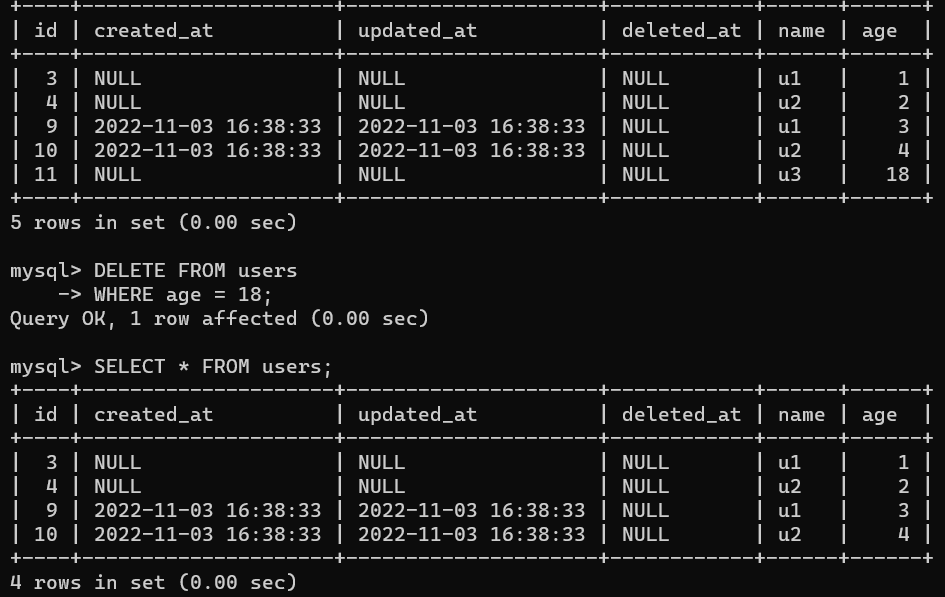 +----+---------------------+---------------------+------------+------+------+
| id | created_at          | updated_at          | deleted_at | name | age  |
+----+---------------------+---------------------+------------+------+------+
|  3 | NULL                | NULL                | NULL       | u1   |    1 |
|  4 | NULL                | NULL                | NULL       | u2   |    2 |
|  9 | 2022-11-03 16:38:33 | 2022-11-03 16:38:33 | NULL       | u1   |    3 |
| 10 | 2022-11-03 16:38:33 | 2022-11-03 16:38:33 | NULL       | u2   |    4 |
| 11 | NULL                | NULL                | NULL       | u3   |   18 |
+----+---------------------+---------------------+------------+------+------+
5 rows in set (0.00 sec)

mysql> DELETE FROM users
    -> WHERE age = 18;
Query OK, 1 row affected (0.00 sec)

mysql> SELECT * FROM users;
+----+---------------------+---------------------+------------+------+------+
| id | created_at          | updated_at          | deleted_at | name | age  |
+----+---------------------+---------------------+------------+------+------+
|  3 | NULL                | NULL                | NULL       | u1   |    1 |
|  4 | NULL                | NULL                | NULL       | u2   |    2 |
|  9 | 2022-11-03 16:38:33 | 2022-11-03 16:38:33 | NULL       | u1   |    3 |
| 10 | 2022-11-03 16:38:33 | 2022-11-03 16:38:33 | NULL       | u2   |    4 |
+----+---------------------+---------------------+------------+------+------+
4 rows in set (0.00 sec)